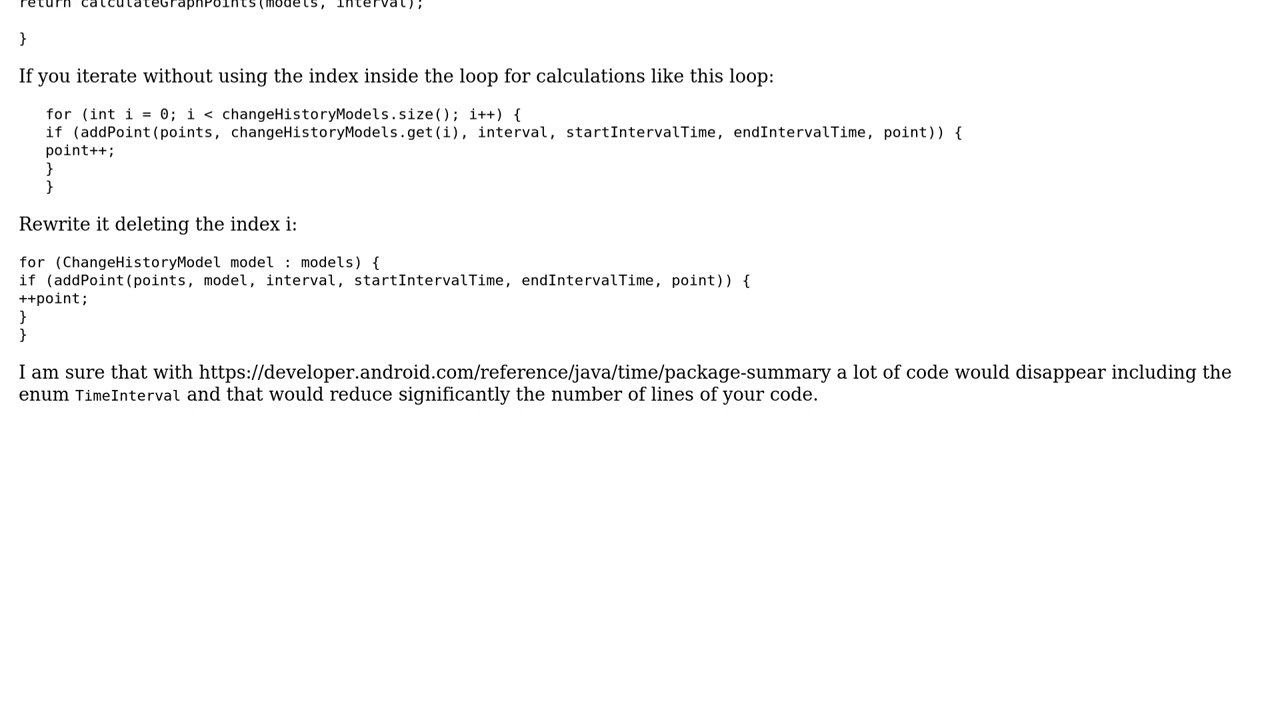 return calculateGraphPoints(models, interval);
}
If you iterate without using the index inside the loop for calculations like this loop:
for (int i = 0; i < changeHistoryModels.size(); i++) {
if (addPoint(points, changeHistoryModels.get(i), interval, startIntervalTime, endIntervalTime, point)) {
point++;
}
}
Rewrite it deleting the index i:
for (ChangeHistoryModel model : models) {
if (addPoint(points, model, interval, startIntervalTime, endIntervalTime, point)) {
++point;
}
}
I am sure that with https://developer.android.com/reference/java/time/package-summary a lot of code would disappear including the
enum TimeInterval and that would reduce significantly the number of lines of your code.